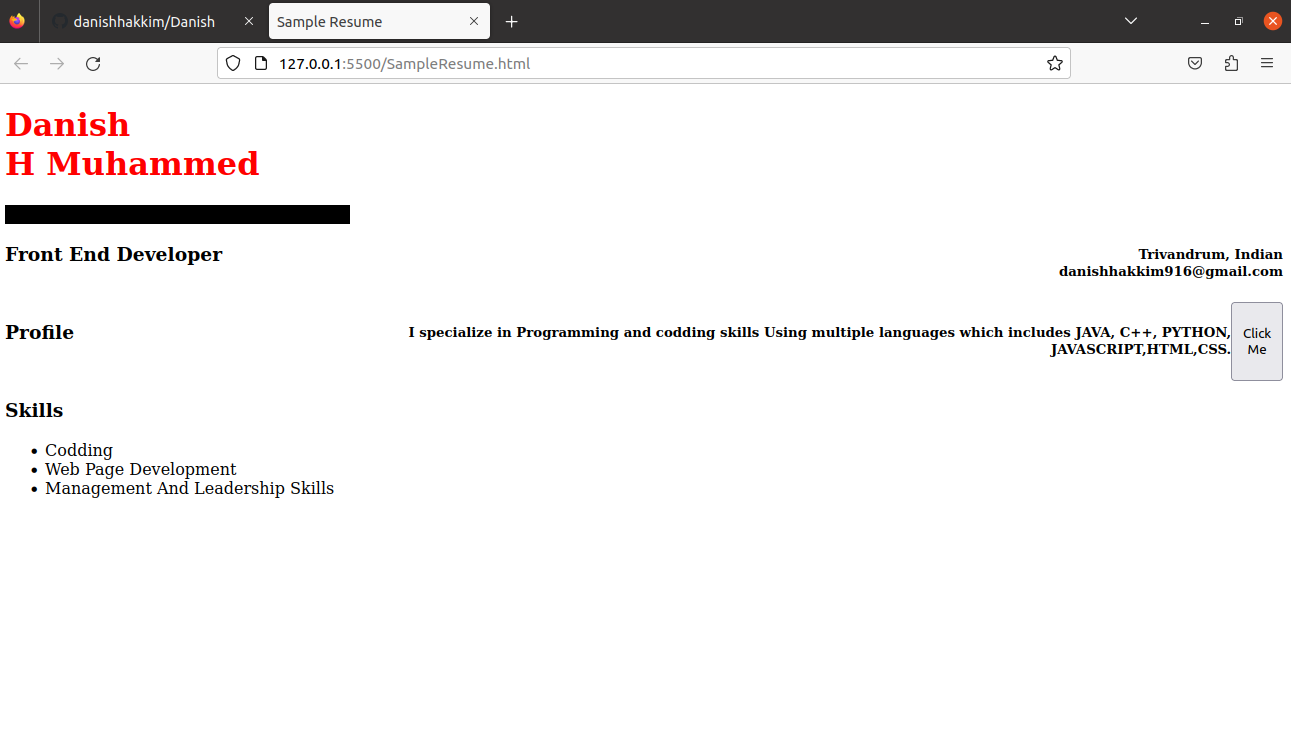 danishhakkim/Danish
Sample Resume
127.0.0.1:5500/SampleResume.html
Danish
H Muhammed
Front End Developer
Trivandrum, Indian
danishhakkim916@gmail.com
Profile
I specialize in Programming and codding skills Using multiple languages which includes JAVA, C++, PYTHON,
JAVASCRIPT,HTML,CSS.
Click
Me
Skills
• Codding
• Web Page Development
• Management And Leadership Skills